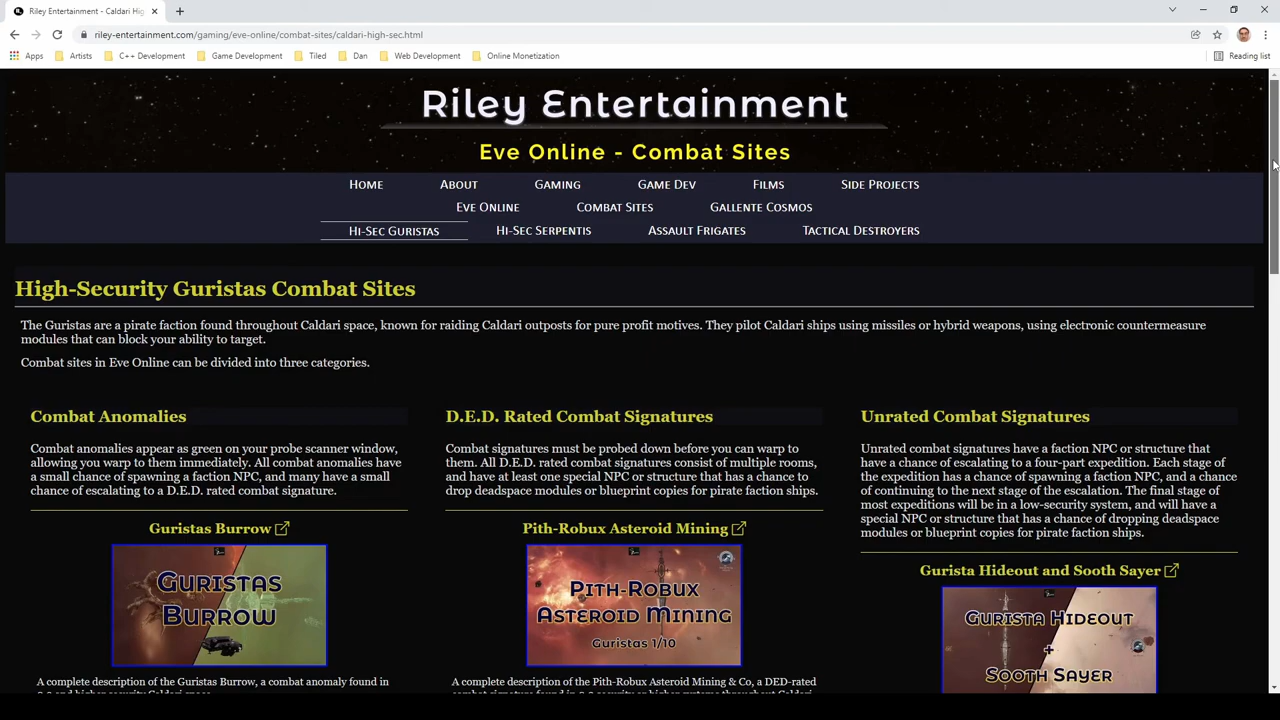 Riley Entertainment - Caldari Hig
riley-entertainment.com/gaming/eve-online/combat-sites/caldari-high-sec.html
Apps Artists C++ Development Game Development Tiled Dan Web Development Online Monetization Reading list
Riley Entertainment
Eve Online - Combat Sites
Home About Gaming Game Dev Films Side Projects
Eve Online Combat Sites Gallente Cosmos
Hi-Sec Guristas Hi-Sec Serpentis Assault Frigates Tactical Destroyers
High-Security Guristas Combat Sites
The Guristas are a pirate faction found throughout Caldari space, known for raiding Caldari outposts for pure profit motives. They pilot Caldari ships using missiles or hybrid weapons, using electronic countermeasure
modules that can block your ability to target.
Combat sites in Eve Online can be divided into three categories.
Combat Anomalies
Combat anomalies appear as green on your probe scanner window,
allowing you warp to them immediately. All combat anomalies have
a small chance of spawning a faction NPC, and many have a small
chance of escalating to a D.E.D. rated combat signature.
Guristas Burrow
Guristas
Burrow
A complete description of the Guristas Burrow, a combat anomaly found in
D.E.D. Rated Combat Signatures
Combat signatures must be probed down before you can warp to
them. All D.E.D. rated combat signatures consist of multiple rooms,
and have at least one special NPC or structure that has a chance to
drop deadspace modules or blueprint copies for pirate faction ships.
Pith-Robux Asteroid Mining
Pith-Robux
Asteroid Mining
Guristas 1/10
A complete description of the Pith-Robux Asteroid Mining & Co, a DED-rated
Unrated Combat Signatures
Unrated combat signatures have a faction NPC or structure that
have a chance of escalating to a four-part expedition. Each stage of
the expedition has a chance of spawning a faction NPC, and a chance
of continuing to the next stage of the escalation. The final stage of
most expeditions will be in a low-security system, and will have a
special NPC or structure that has a chance of dropping deadspace
modules or blueprint copies for pirate faction ships.
Gurista Hideout and Sooth Sayer
Gurista Hideout
+
Sooth Sayer